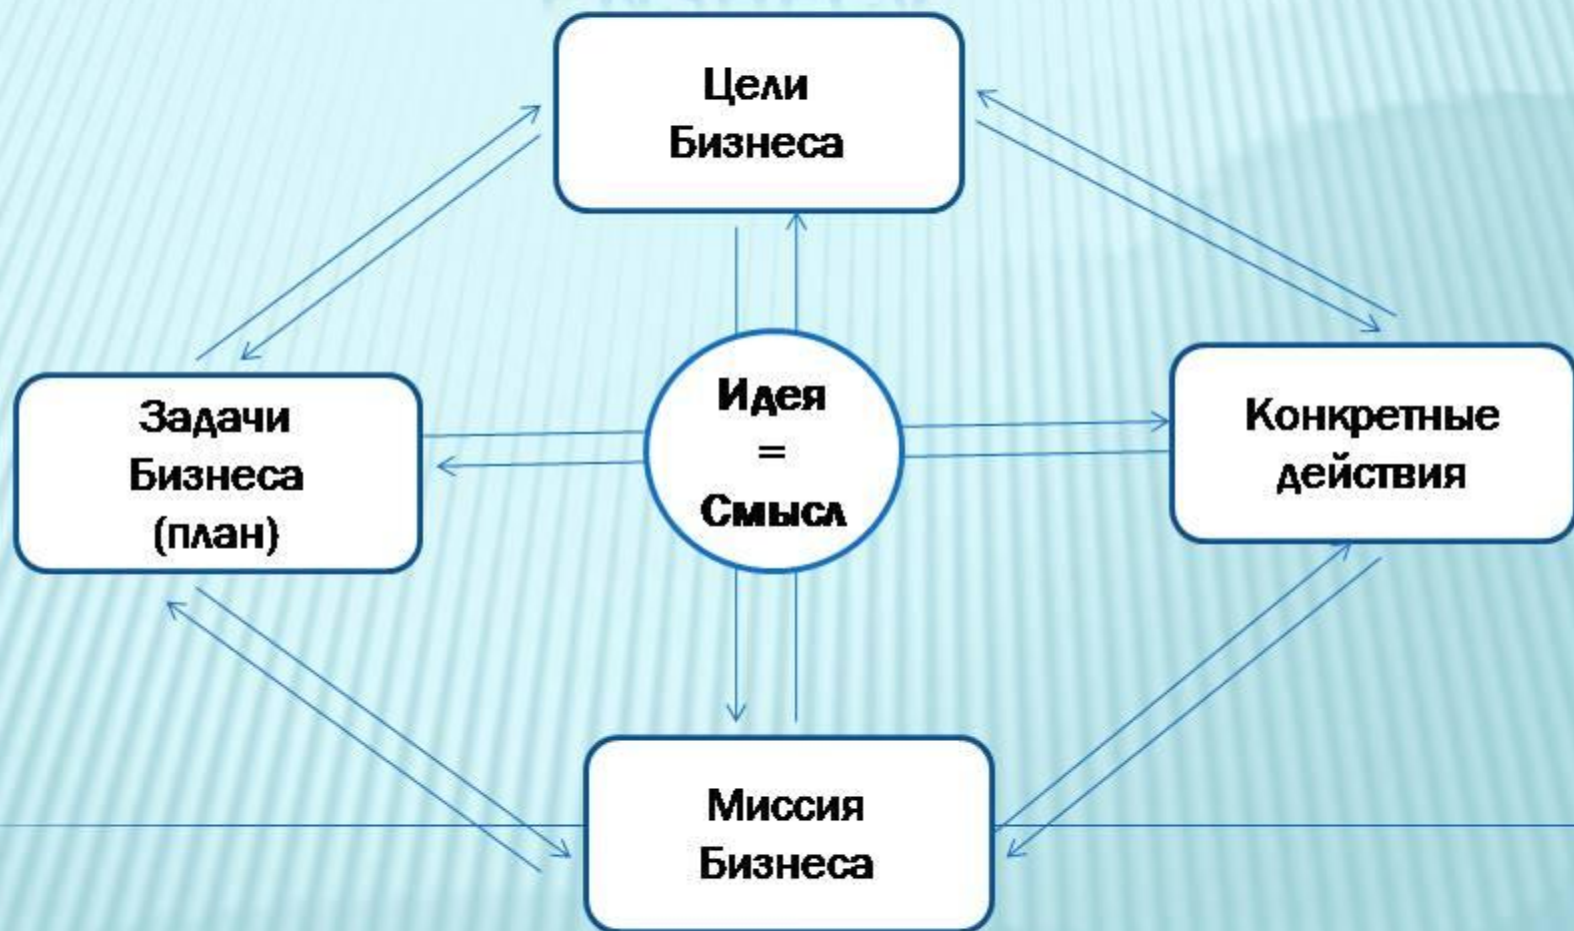 Цели
Бизнеса
Задачи
Бизнеса
(план)
Идея
=
Смысл
Конкретные
действия
Миссия
Бизнеса